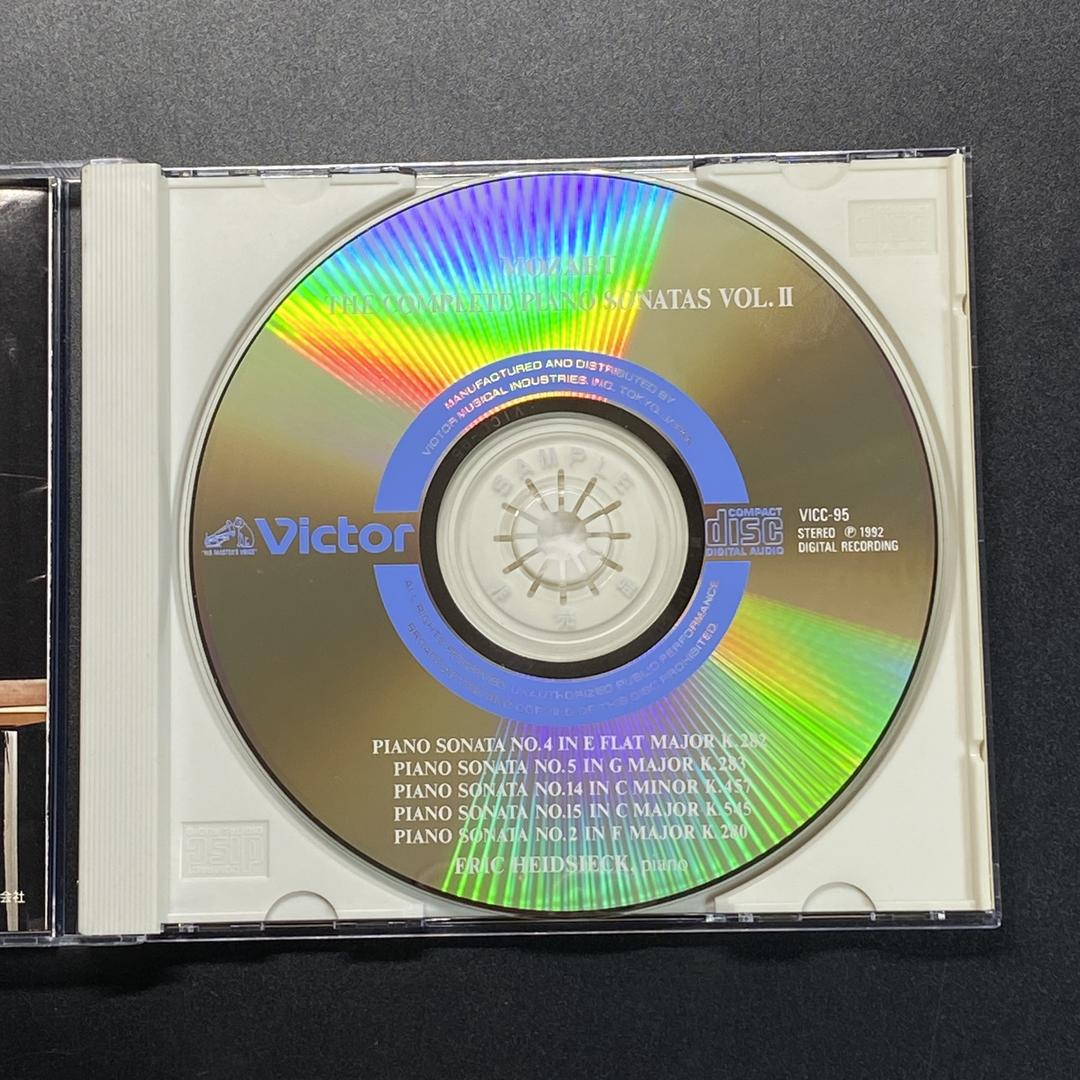 MOZART
THE COMPLETE PIANO SONATAS VOL. II
MANUFACTURED AND DISTRIBUTED BY
VICTOR MUSICAL INDUSTRIES, INC. TOKYO, JAPAN
SAMPLE
"HIS MASTER'S VOICE"
Victor
COMPACT
disc
DIGITAL AUDIO
VICC-95
STEREO Ⓟ 1992
DIGITAL RECORDING
ALL RIGHTS RESERVED. UNAUTHORIZED PUBLIC PERFORMANCE,
BROADCASTING AND COPYING OF THIS DISC PROHIBITED.
PIANO SONATA NO.4 IN E FLAT MAJOR K.282
PIANO SONATA NO.5 IN G MAJOR K.283
PIANO SONATA NO.14 IN C MINOR K.457
PIANO SONATA NO.15 IN C MAJOR K.545
PIANO SONATA NO.2 IN F MAJOR K.280
ERIC HEIDSIECK, piano
会社